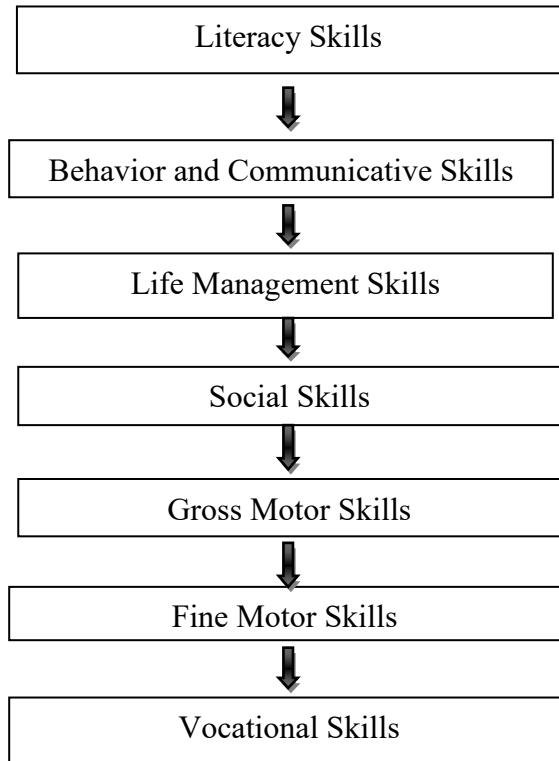 Literacy Skills
Behavior and Communicative Skills
Life Management Skills
Social Skills
Gross Motor Skills
Fine Motor Skills
Vocational Skills